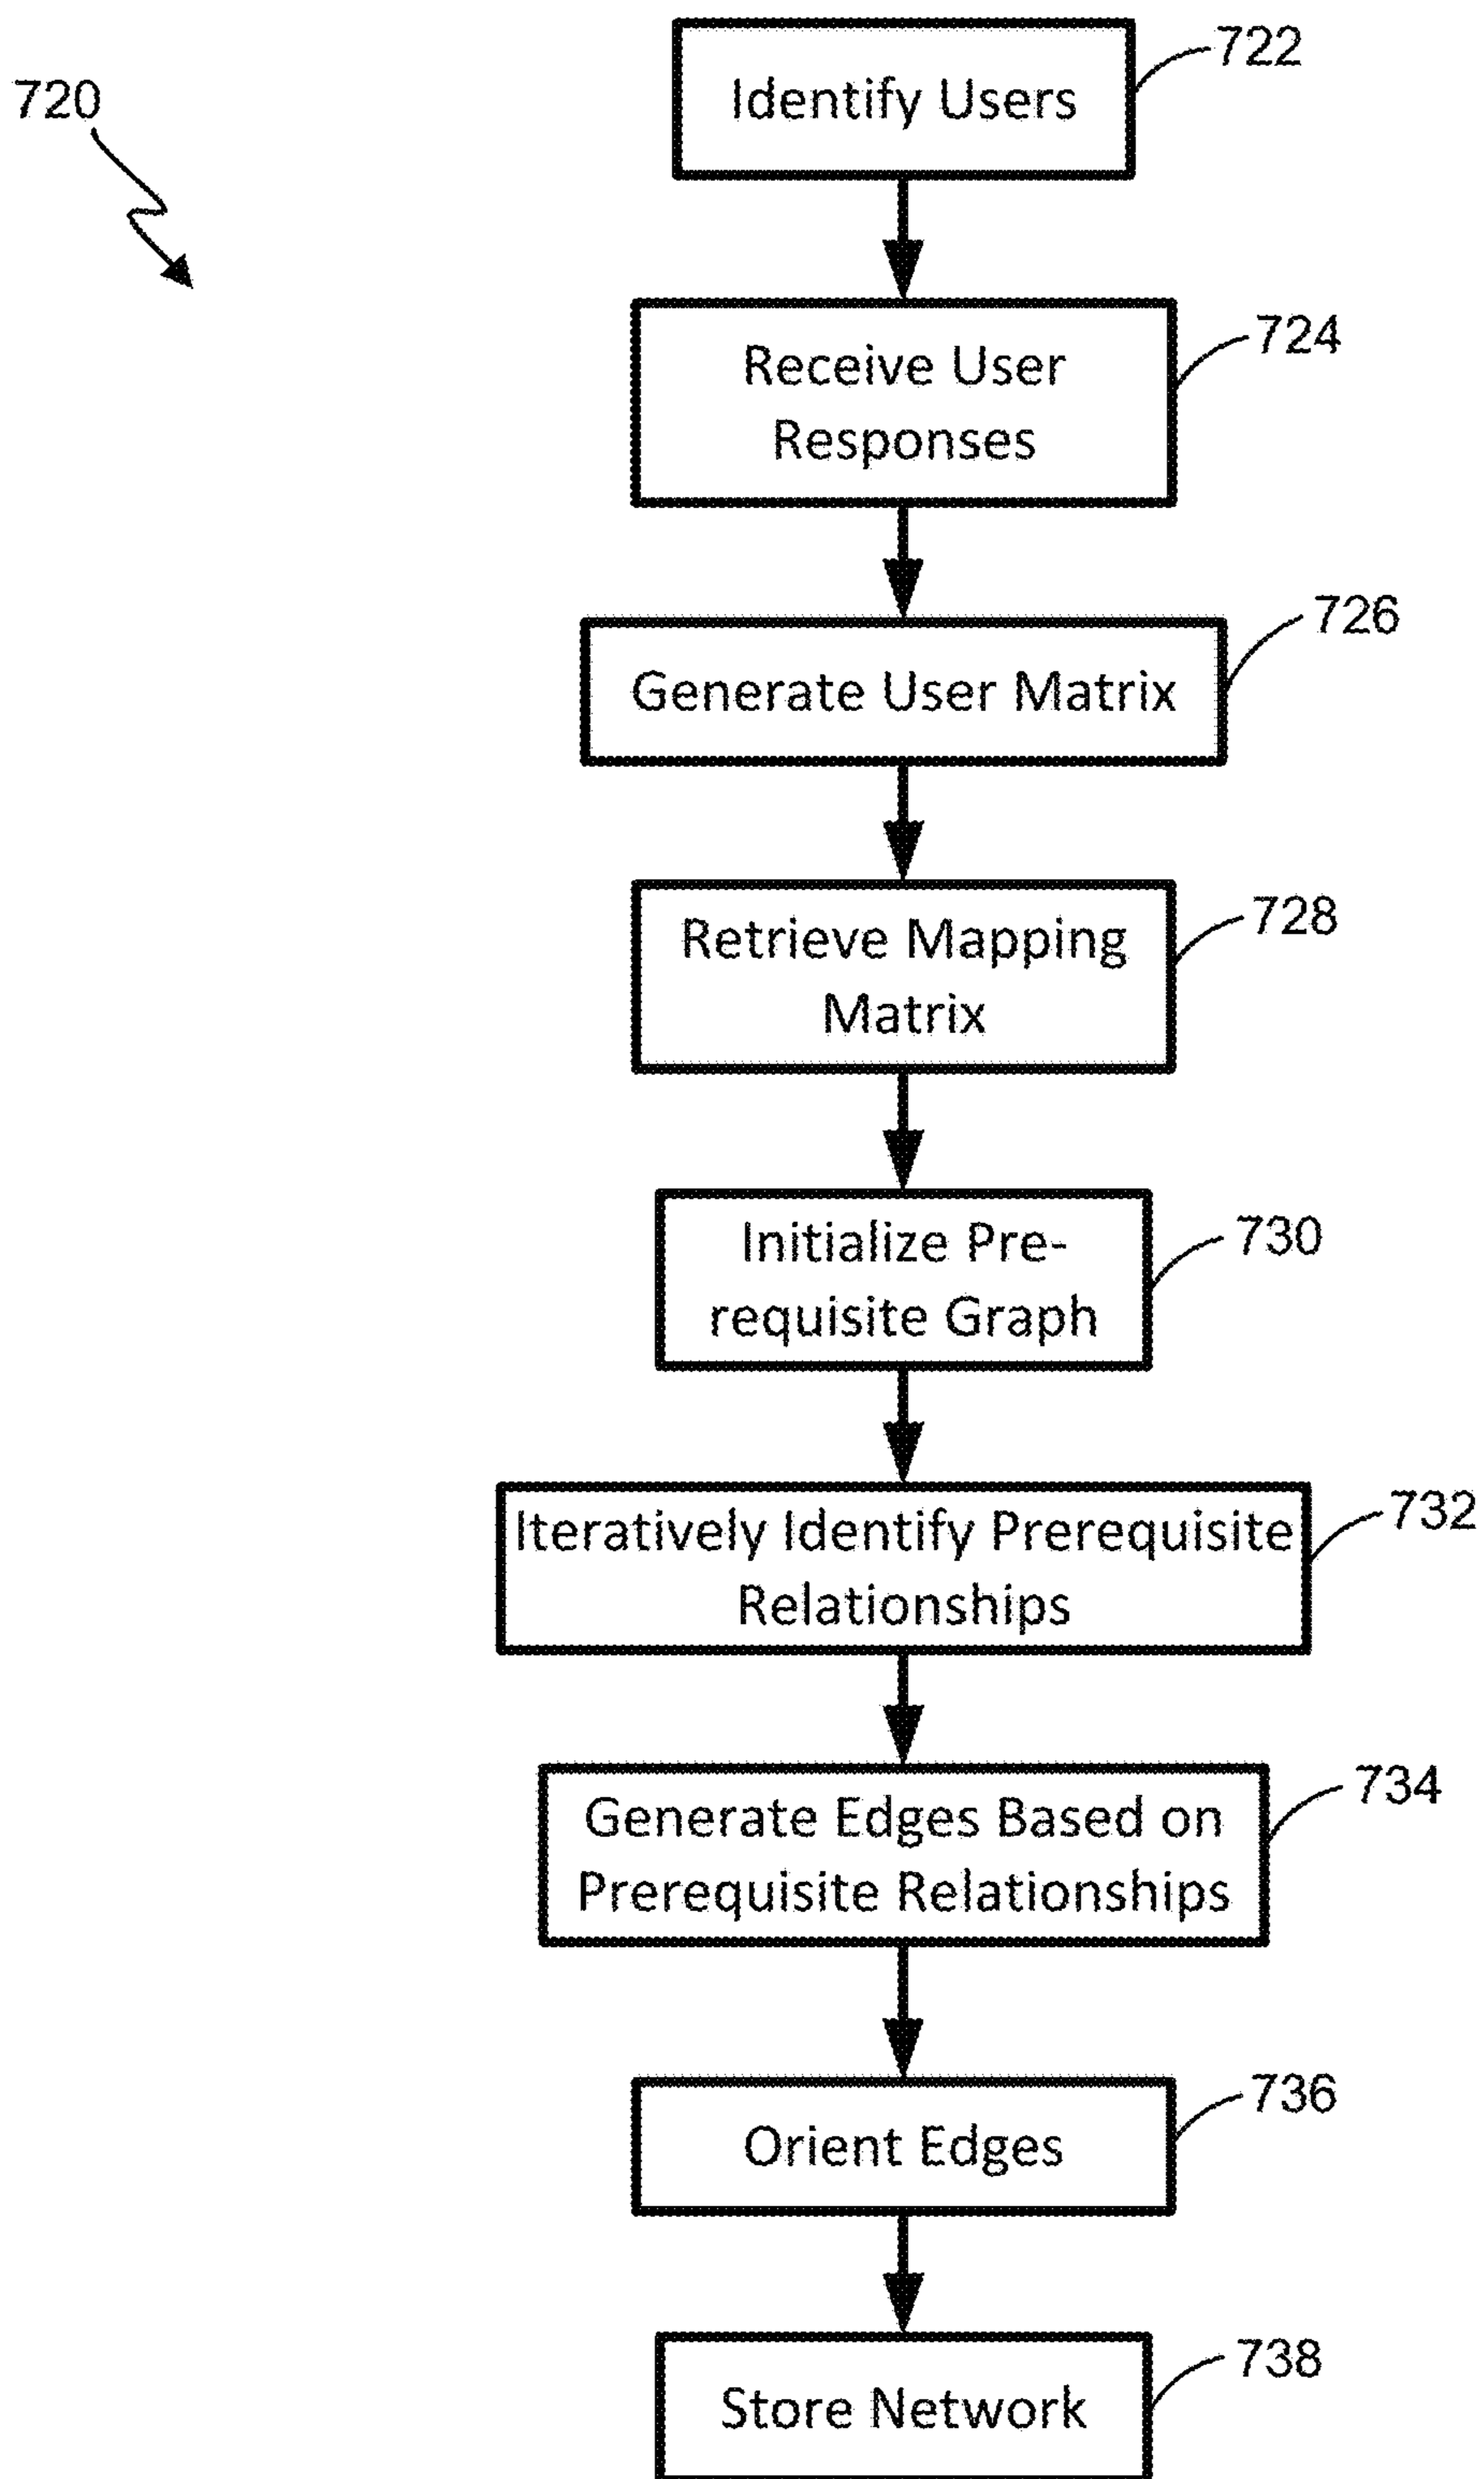 720
722
Identify Users
724
Receive User
Responses
726
Generate User Matrix
728
Retrieve Mapping
Matrix
730
Initialize Pre-
requisite Graph
732
Iteratively Identify Prerequisite
Relationships
734
Generate Edges Based on
Prerequisite Relationships
736
Orient Edges
738
Store Network